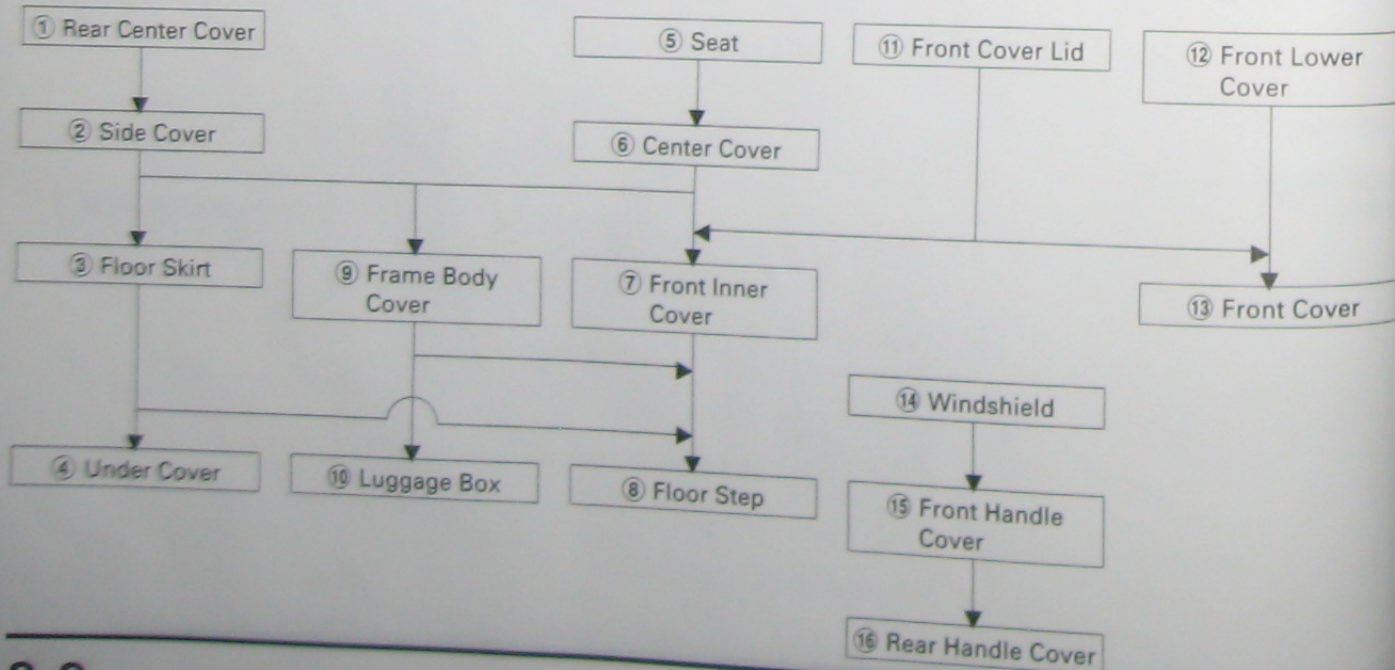 ① Rear Center Cover
⑤ Seat
⑪ Front Cover Lid
⑫ Front Lower
Cover
② Side Cover
⑥ Center Cover
③ Floor Skirt
⑨ Frame Body
Cover
⑦ Front Inner
Cover
⑬ Front Cover
⑭ Windshield
④ Under Cover
⑩ Luggage Box
⑧ Floor Step
⑮ Front Handle
Cover
⑯ Rear Handle Cover